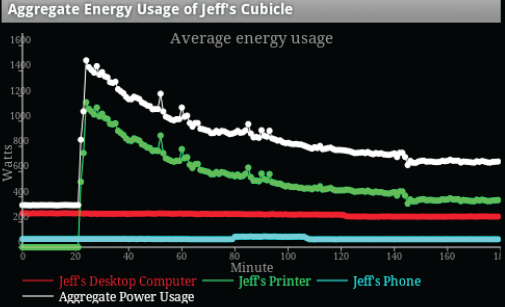 Aggregate Energy Usage of Jeff's Cubicle
Average energy usage
1600
1400
1200
1000
800
600
400
200
Watts
0 20 40 60 80 100 120 140 160
Minute
Jeff's Desktop Computer Jeff's Printer Jeff's Phone
Aggregate Power Usage